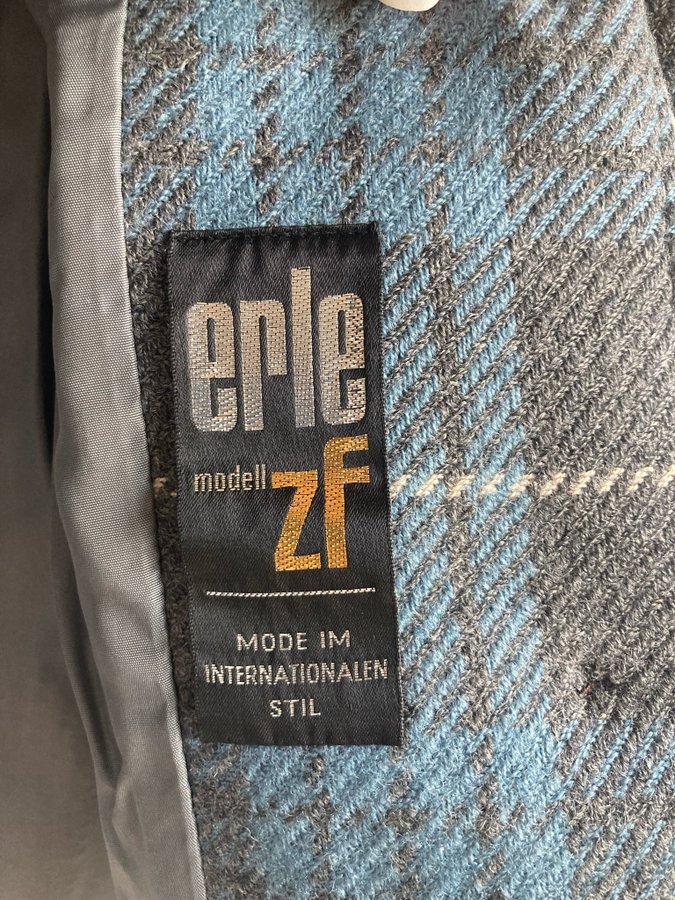 erle
modell zf
MODE IM
INTERNATIONALEN
STIL